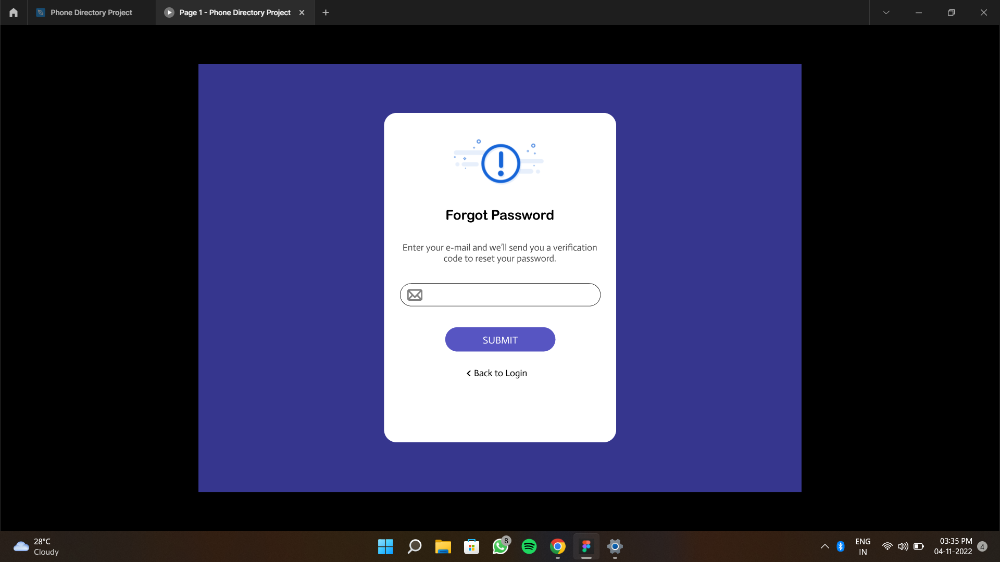 Phone Directory Project
Page 1 - Phone Directory Project
Forgot Password
Enter your e-mail and we'll send you a verification
code to reset your password.
SUBMIT
< Back to Login
28°C
Cloudy
8
ENG
IN
03:35 PM
04-11-2022
4